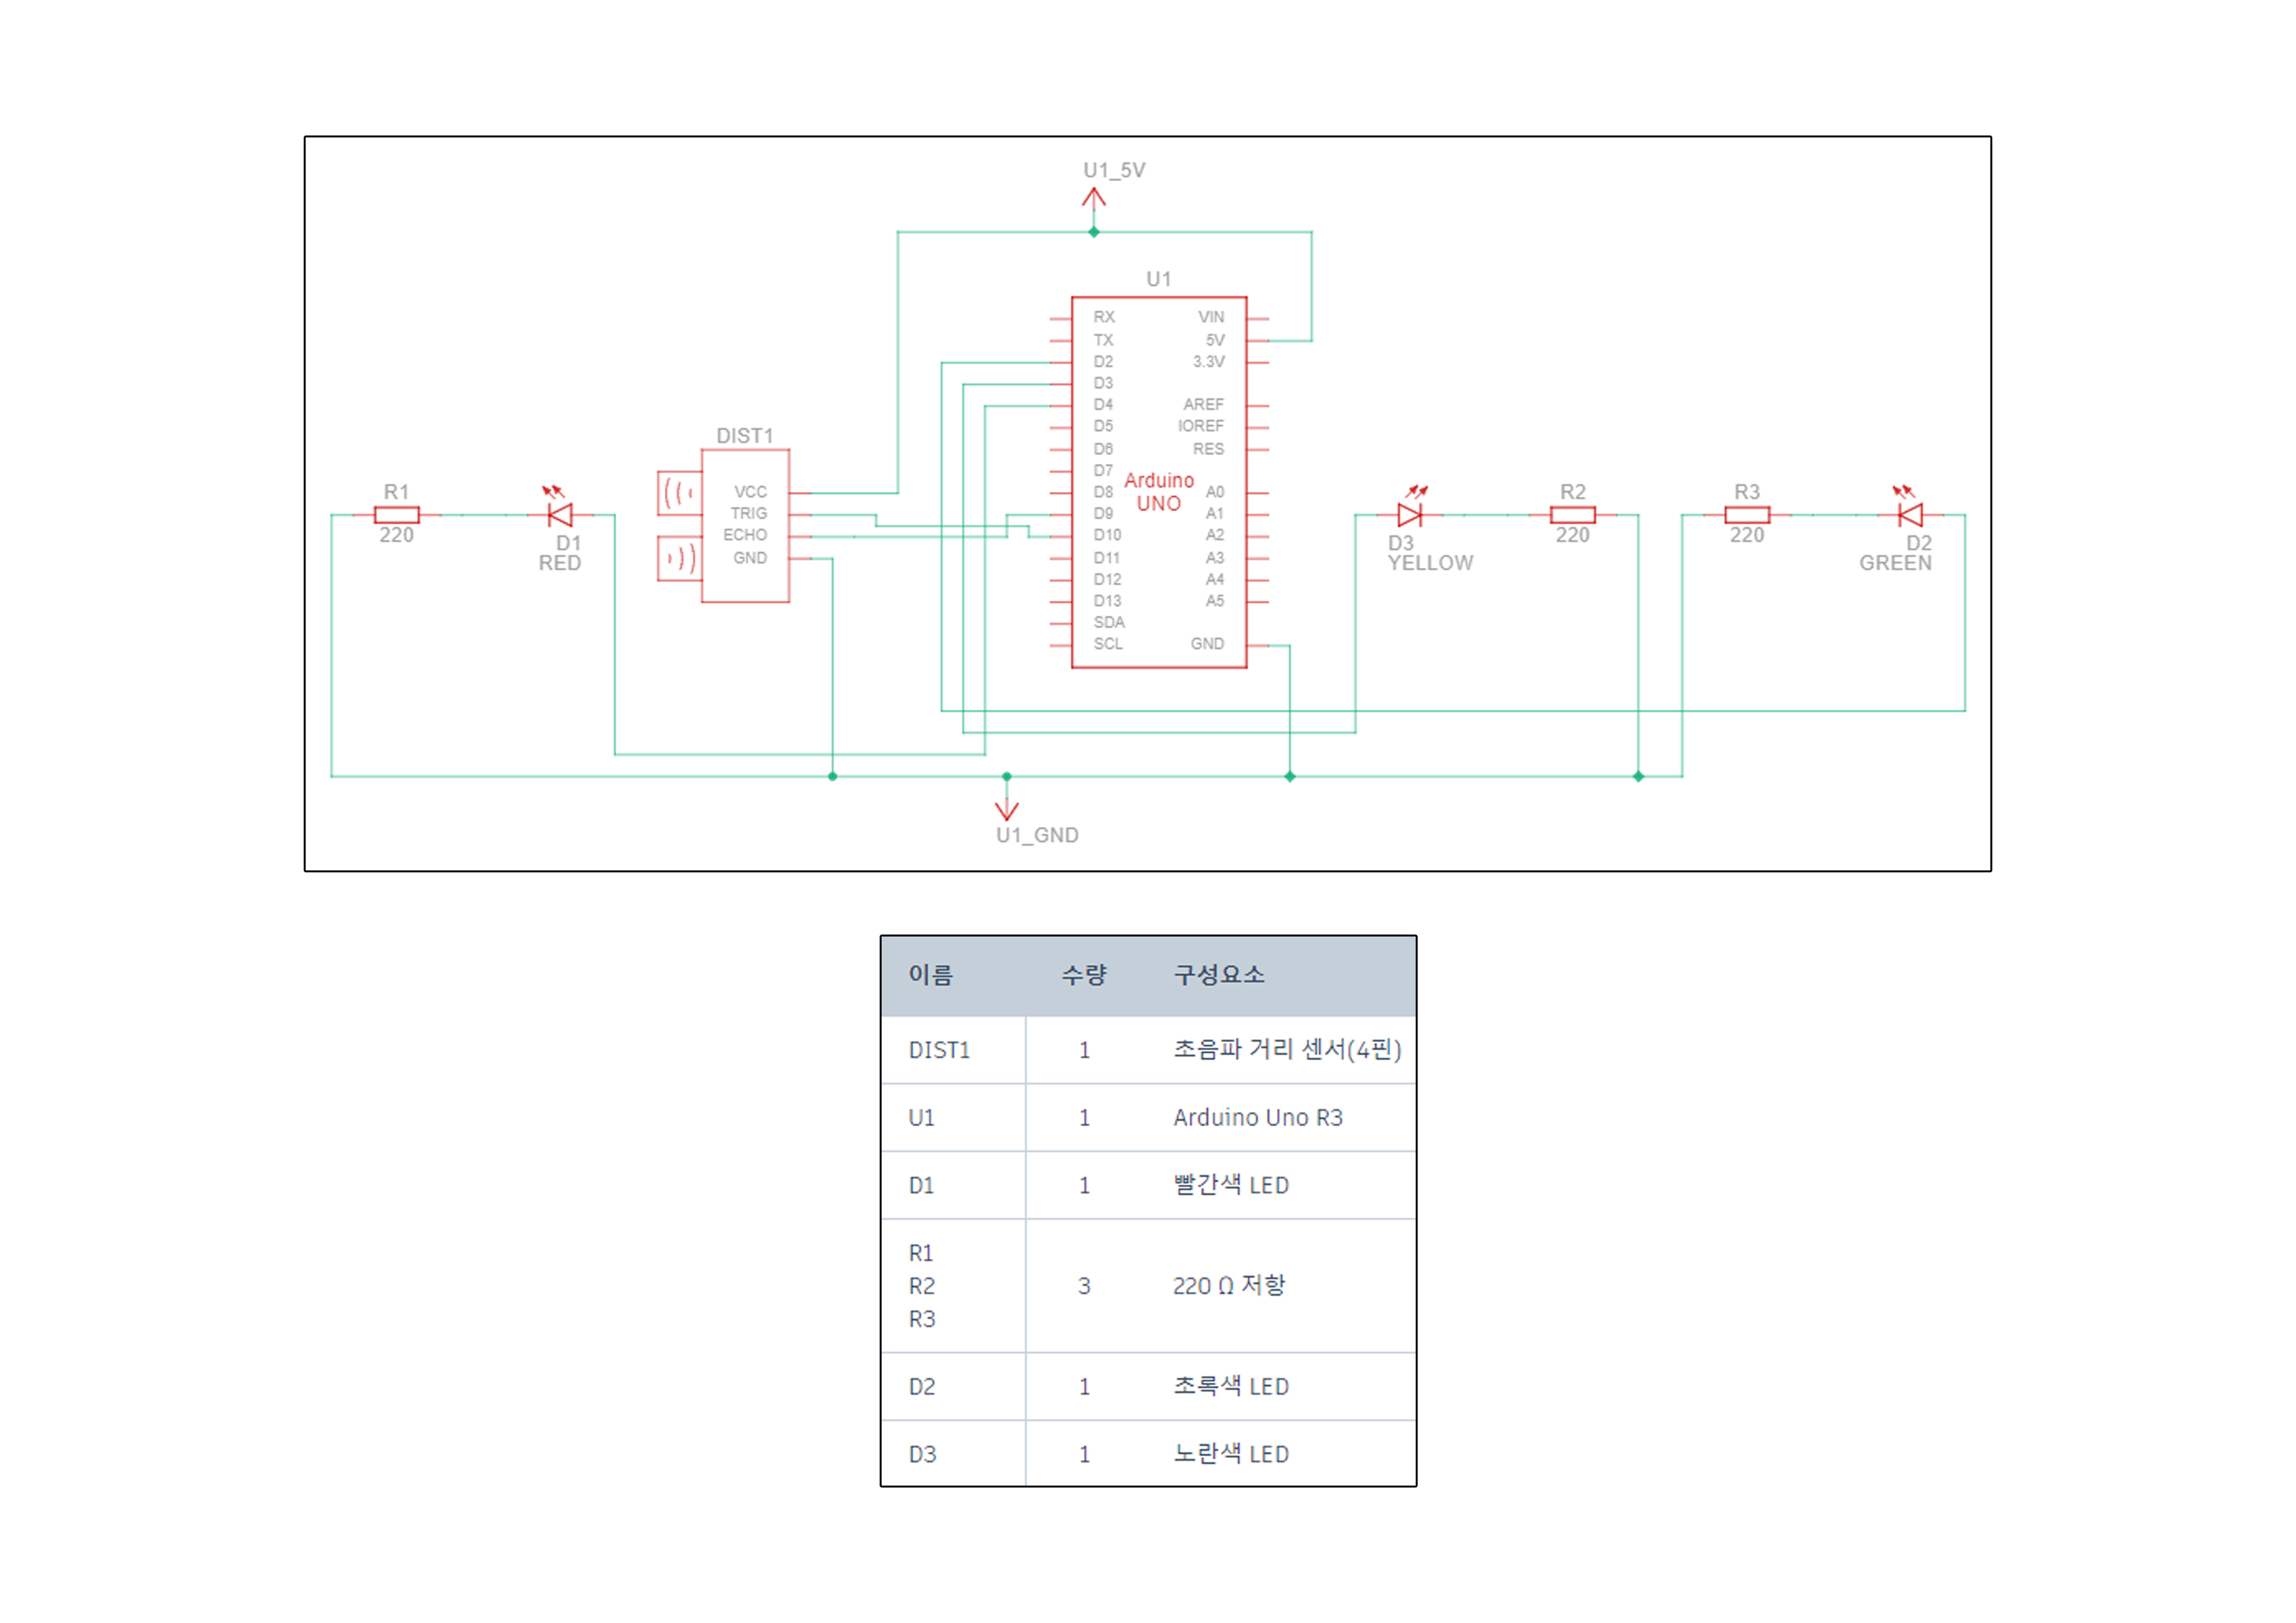 U1_5V
U1
RX VIN
TX 5V
D2 3.3V
D3
D4 AREF
D5 IOREF
D6 RES
D7
D8 A0
D9 A1
D10 A2
D11 A3
D12 A4
D13 A5
SDA
SCL GND
Arduino
UNO
DIST1
VCC
TRIG
ECHO
GND
R1
220
D1
RED
D3
YELLOW
R2
220
R3
220
D2
GREEN
U1_GND
이름 수량 구성요소
DIST1 1 초음파 거리 센서(4핀)
U1 1 Arduino Uno R3
D1 1 빨간색 LED
R1
R2 3 220 Ω 저항
R3
D2 1 초록색 LED
D3 1 노란색 LED